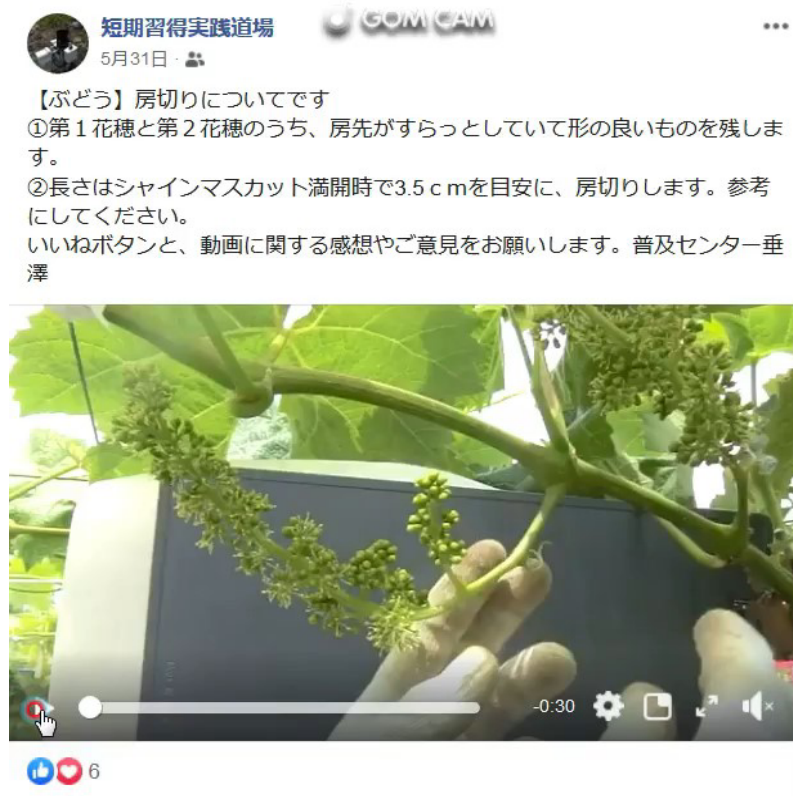 GOM CAM
短期習得実践道場
5月31日 ·
【ぶどう】房切りについてです
①第１花穂と第２花穂のうち、房先がすらっとしていて形の良いものを残しま
す。
②長さはシャインマスカット満開時で3.5ｃｍを目安に、房切りします。参考
にしてください。
いいねボタンと、動画に関する感想やご意見をお願いします。普及センター垂
澤
-0:30
6